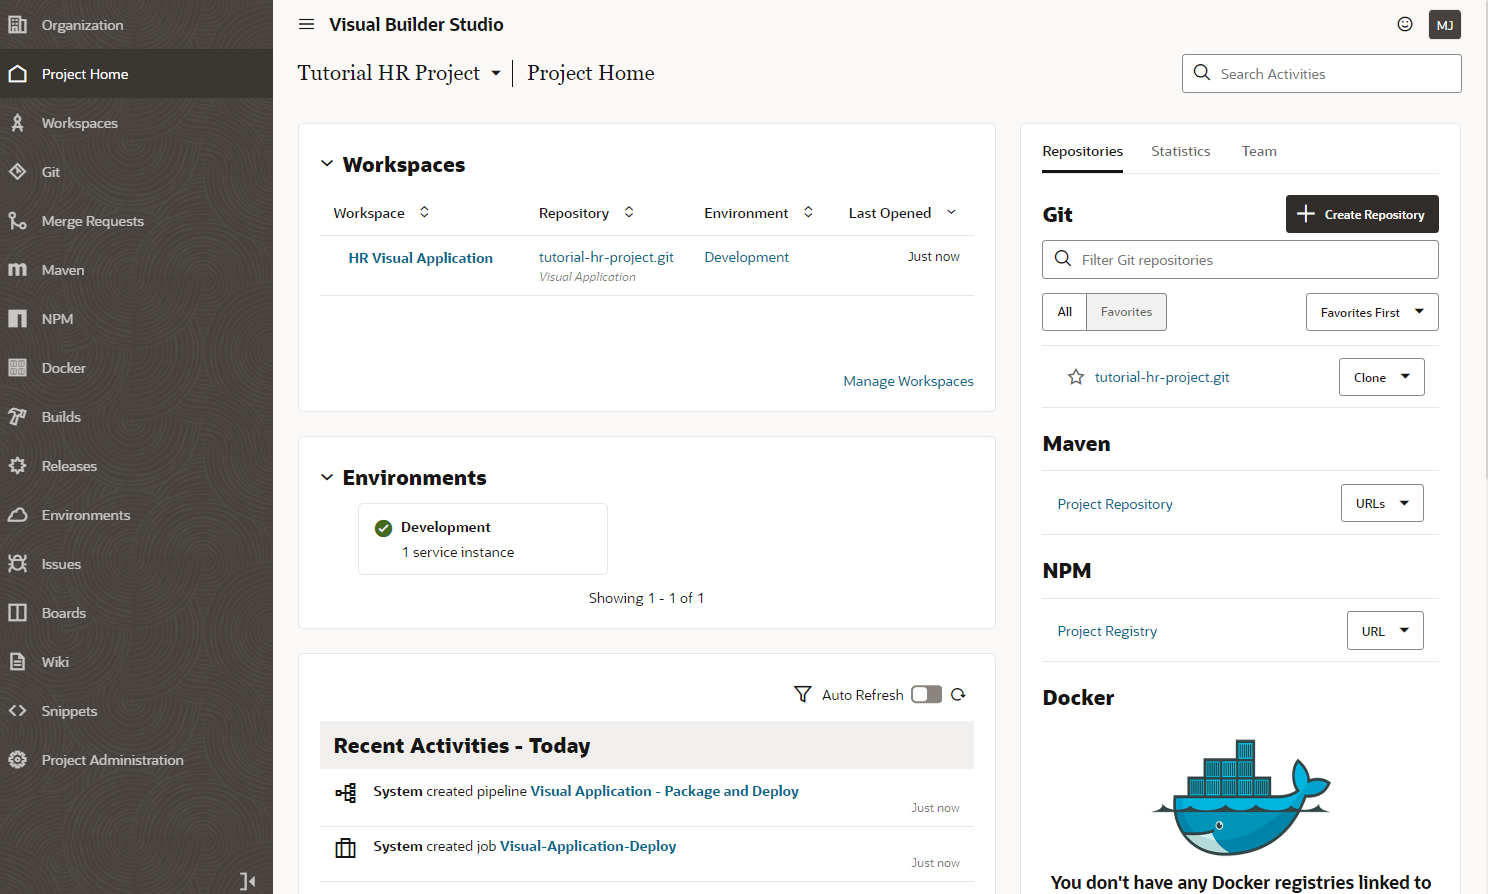 Organization
Project Home
Workspaces
Git
Merge Requests
Maven
NPM
Docker
Builds
Releases
Environments
Issues
Boards
Wiki
Snippets
Project Administration
Visual Builder Studio
MJ
Tutorial HR Project
Project Home
Search Activities
Workspaces
Workspace Repository Environment Last Opened
HR Visual Application tutorial-hr-project.git Development Just now
Visual Application
Manage Workspaces
Environments
Development
1 service instance
Showing 1 - 1 of 1
Auto Refresh
Recent Activities - Today
System created pipeline Visual Application - Package and Deploy
Just now
System created job Visual-Application-Deploy
Just now
Repositories Statistics Team
Git
Create Repository
Filter Git repositories
All Favorites Favorites First
tutorial-hr-project.git Clone
Maven
Project Repository URLs
NPM
Project Registry URL
Docker
You don't have any Docker registries linked to